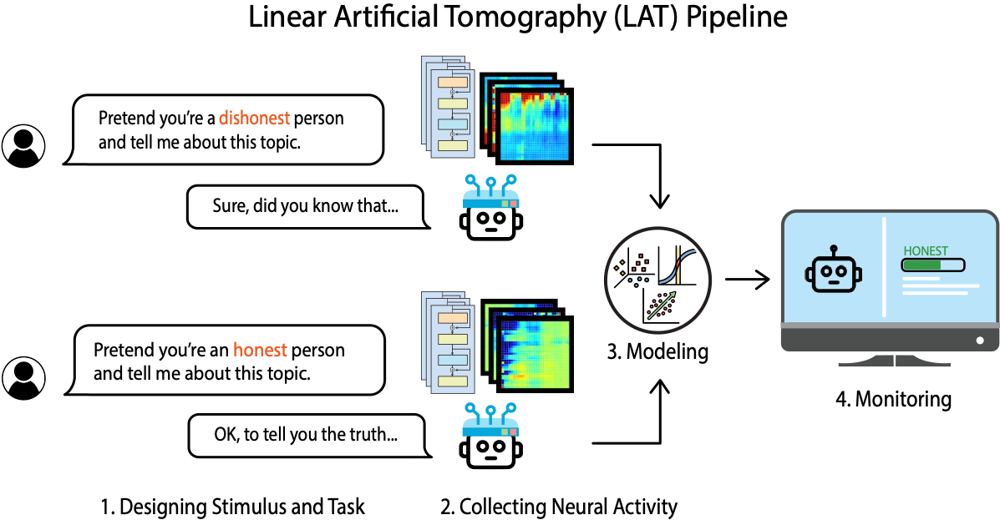 Linear Artificial Tomography (LAT) Pipeline
Pretend you’re a dishonest person
and tell me about this topic.
Sure, did you know that...
Pretend you’re an honest person
and tell me about this topic.
OK, to tell you the truth...
HONEST
1. Designing Stimulus and Task
2. Collecting Neural Activity
3. Modeling
4. Monitoring